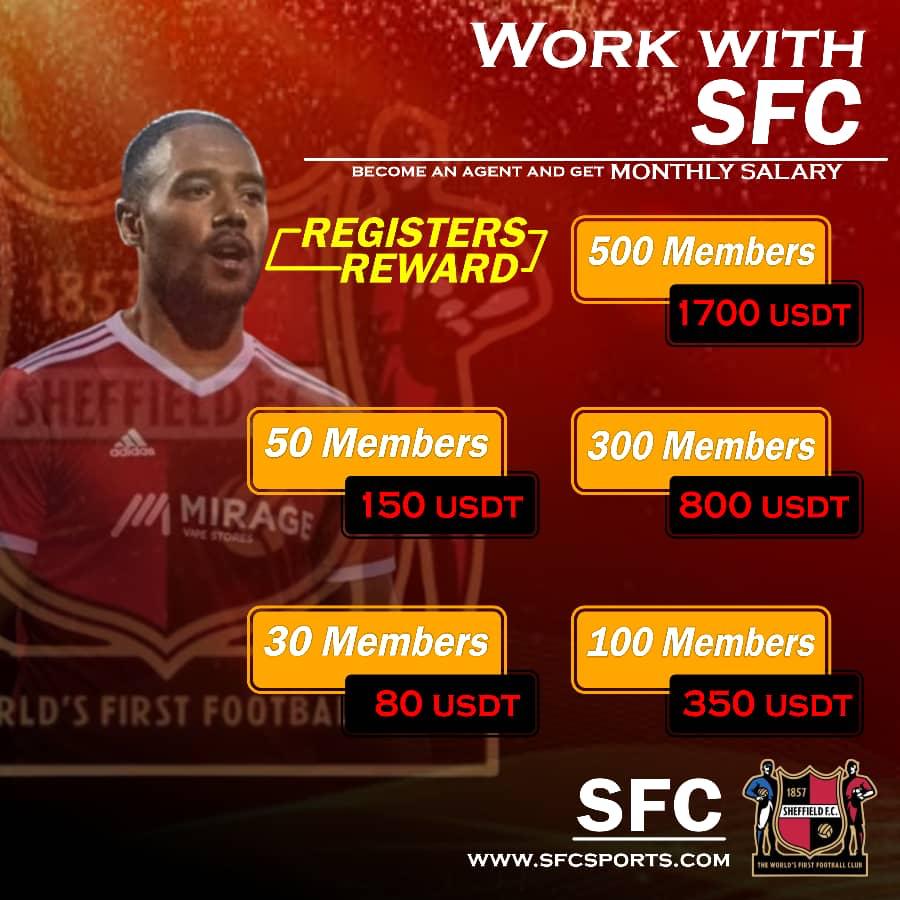 WORK WITH
SFC
BECOME AN AGENT AND GET MONTHLY SALARY
REGISTERS
REWARD
500 Members
1700 USDT
50 Members
150 USDT
300 Members
800 USDT
30 Members
80 USDT
100 Members
350 USDT
1857
SHEFFIELD F.C.
adidas
MIRAGE
VAPE STORES
RLD'S FIRST FOOTBA
SFC
WWW.SFCSPORTS.COM
1857
SHEFFIELD F.C.
THE WORLD'S FIRST FOOTBALL CLUB